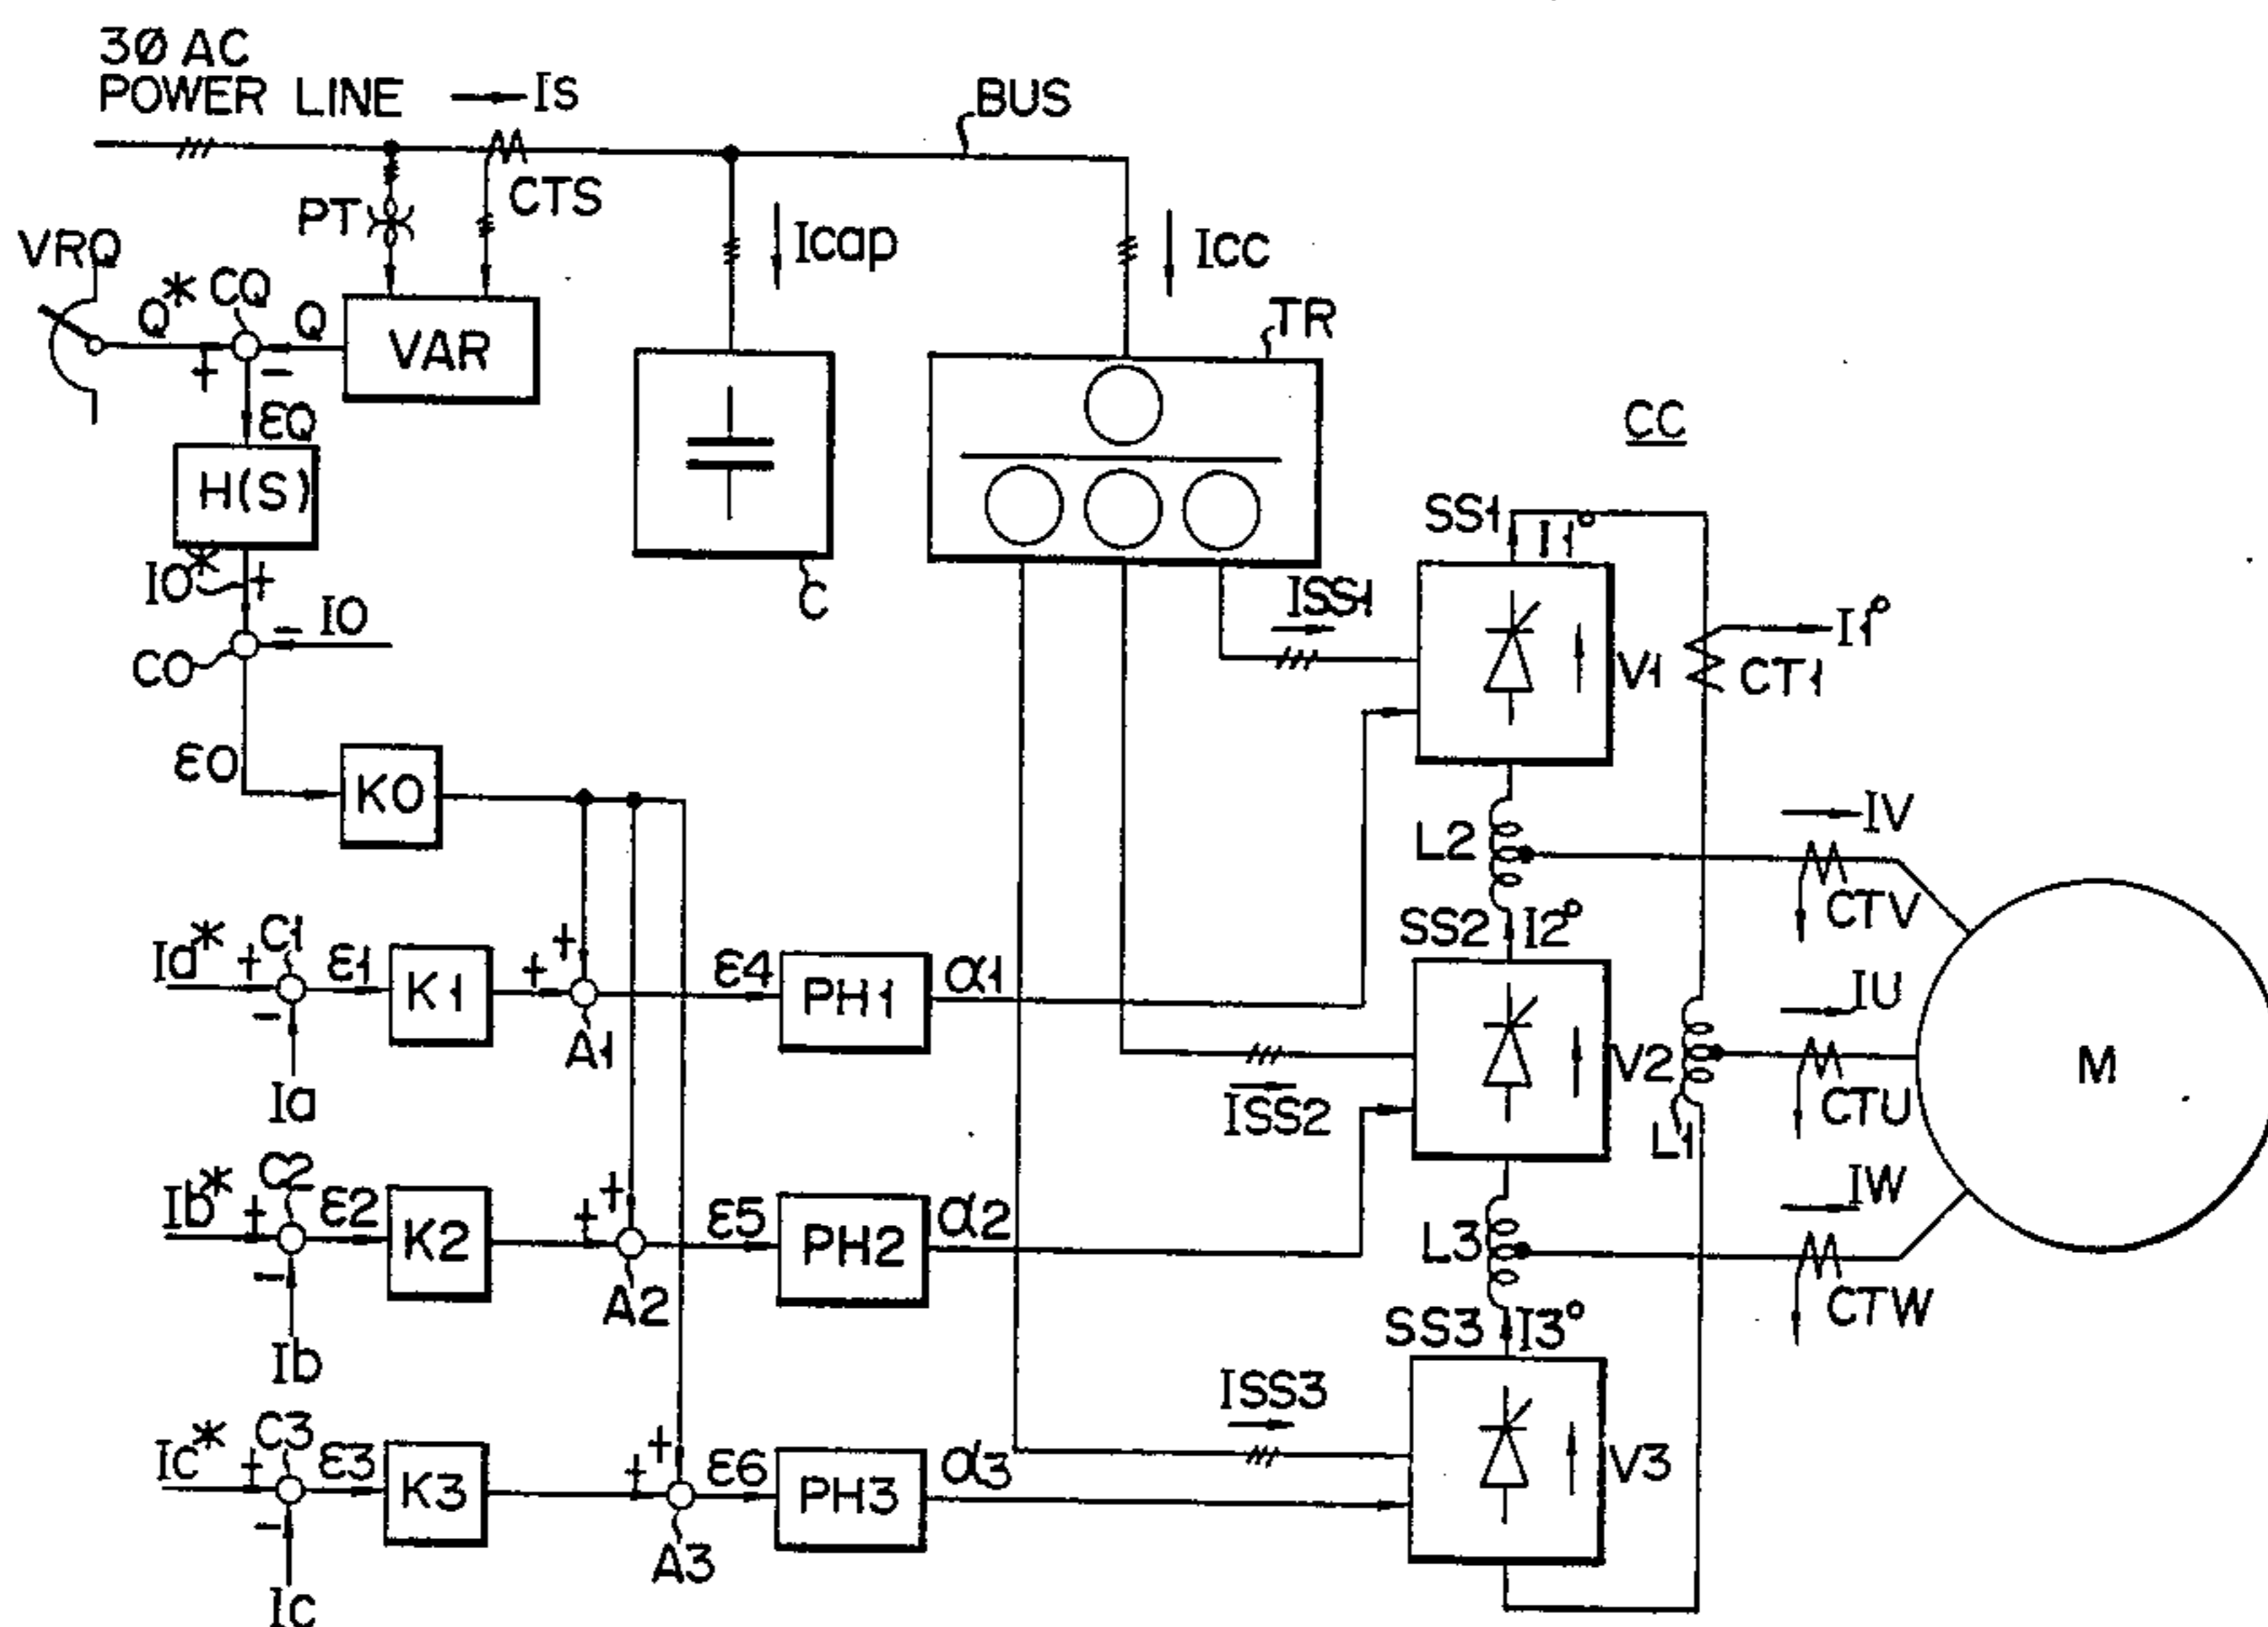 3Ø AC
POWER LINE
IS
BUS
PT
CTS
Icap
ICC
VRQ
Q*
CQ
Q
VAR
TR
εQ
CC
H(S)
SS1
I1°
IO*
+
-
IO
C
ISS1
I1°
CO
V1
CT1
εO
KO
IV
L2
CTV
SS2
I2°
Ia*
C1
ε1
K1
A1
ε4
PH1
α1
IU
V2
CTU
M
Ia
ISS2
L1
Ib*
C2
ε2
K2
A2
ε5
PH2
α2
IW
L3
CTW
Ib
SS3
I3°
ISS3
Ic*
C3
ε3
K3
A3
ε6
PH3
α3
V3
Ic